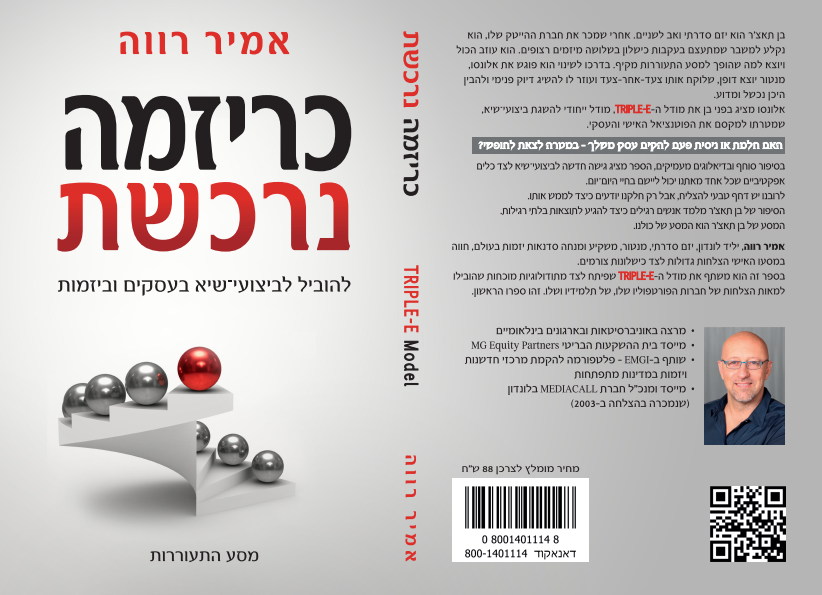 אמיר רווה
כריזמה
נרכשת
להוביל לביצועי־שיא בעסקים וביזמות
מסע התעוררות
כריזמה נרכשת
TRIPLE-E Model
אמיר רווה
בן תאצ'ר הוא יזם סדרתי ואב לשניים. אחרי שמכר את חברת ההייטק שלו, הוא
נקלע למשבר שמתעצם בעקבות כישלון בשלושה מיזמים רצופים. הוא עוזב הכול
ויוצא למה שהופך למסע התעוררות מקיף. בדרכו לשינוי הוא פוגש את אלונסו,
מנטור יוצא דופן, שלוקח אותו צעד-אחר-צעד ועוזר לו להשיג דיוק פנימי ולהבין
היכן נכשל ומדוע.
אלונסו מציג בפני בן את מודל ה-TRIPLE-E, מודל ייחודי להשגת ביצועי־שיא,
שמטרתו למקסם את הפוטנציאל האישי והעסקי.
האם חלמת או ניסית פעם להקים עסק משלך - במטרה לצאת לחופשי?
בסיפור סוחף ובדיאלוגים מעמיקים, הספר מציג גישה חדשה לביצועי־שיא לצד כלים
אפקטיביים שכל אחד מאתנו יכול ליישם בחיי היום־יום.
לרובנו יש דחף טבעי להצליח, אבל רק חלקנו יודעים כיצד לממש אותו.
הסיפור של בן תאצ'ר מלמד אנשים רגילים כיצד להגיע לתוצאות בלתי רגילות.
המסע של בן תאצ'ר הוא המסע של כולנו.
אמיר רווה, יליד לונדון, יזם סדרתי, מנטור, משקיע ומנחה סדנאות יזמות בעולם, חווה
במסעו האישי הצלחות גדולות לצד כישלונות צורמים.
בספר זה הוא משתף את מודל ה-TRIPLE-E שפיתח לצד מתודולוגיות מוכחות שהובילו
למאות הצלחות של חברות הפורטפוליו שלו, של תלמידיו ושלו. זהו ספרו הראשון.
• מרצה באוניברסיטאות ובארגונים בינלאומיים
• מייסד בית ההשקעות הבריטי MG Equity Partners
• שותף ב-EMGI - פלטפורמה להקמת מרכזי חדשנות
ויזמות במדינות מתפתחות
• מייסד ומנכ"ל חברת MEDIACALL בלונדון
(שנמכרה בהצלחה ב-2003)
מחיר מומלץ לצרכן 88 ש"ח
0 8001401114 8
דאנאקוד 800-1401114